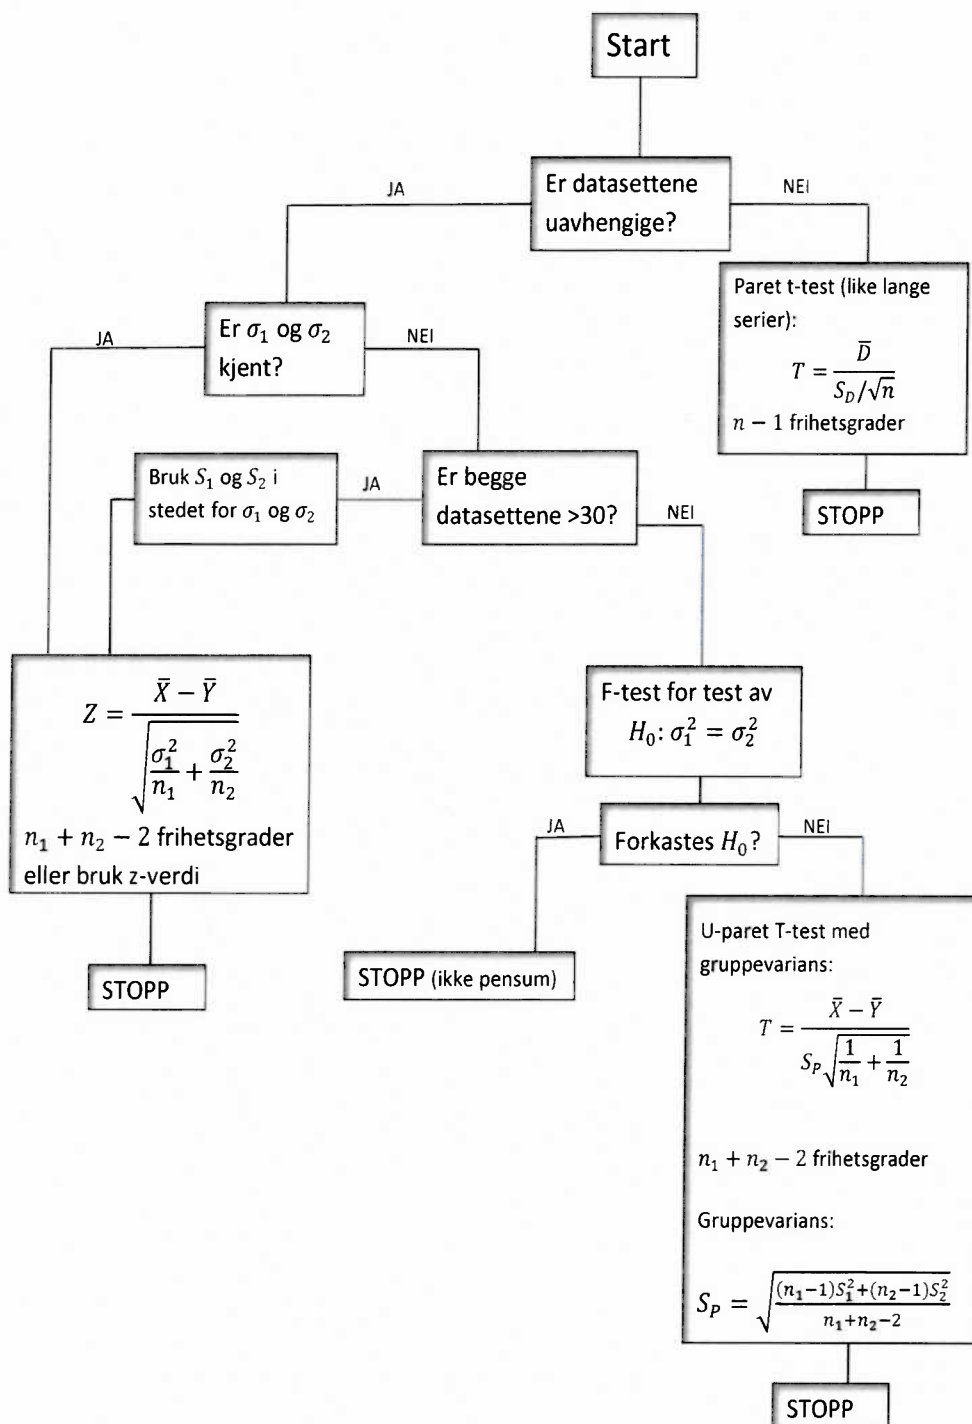 Start
Er datasettene
uavhengige?
JA
NEI
Paret t-test (like lange
serier):
T = D̄ / (S_D/√n)
n − 1 frihetsgrader
STOPP
Er σ₁ og σ₂
kjent?
JA
NEI
Bruk S₁ og S₂ i
stedet for σ₁ og σ₂
JA
Er begge
datasettene >30?
NEI
Z = (X̄ − Ȳ) / √(σ₁²/n₁ + σ₂²/n₂)
n₁ + n₂ − 2 frihetsgrader
eller bruk z-verdi
STOPP
F-test for test av
H₀: σ₁² = σ₂²
JA
Forkastes H₀?
NEI
STOPP (ikke pensum)
U-paret T-test med
gruppevarians:
T = (X̄ − Ȳ) / (S_P √(1/n₁ + 1/n₂))
n₁ + n₂ − 2 frihetsgrader
Gruppevarians:
S_P = √(((n₁−1)S₁²+(n₂−1)S₂²) / (n₁+n₂−2))
STOPP